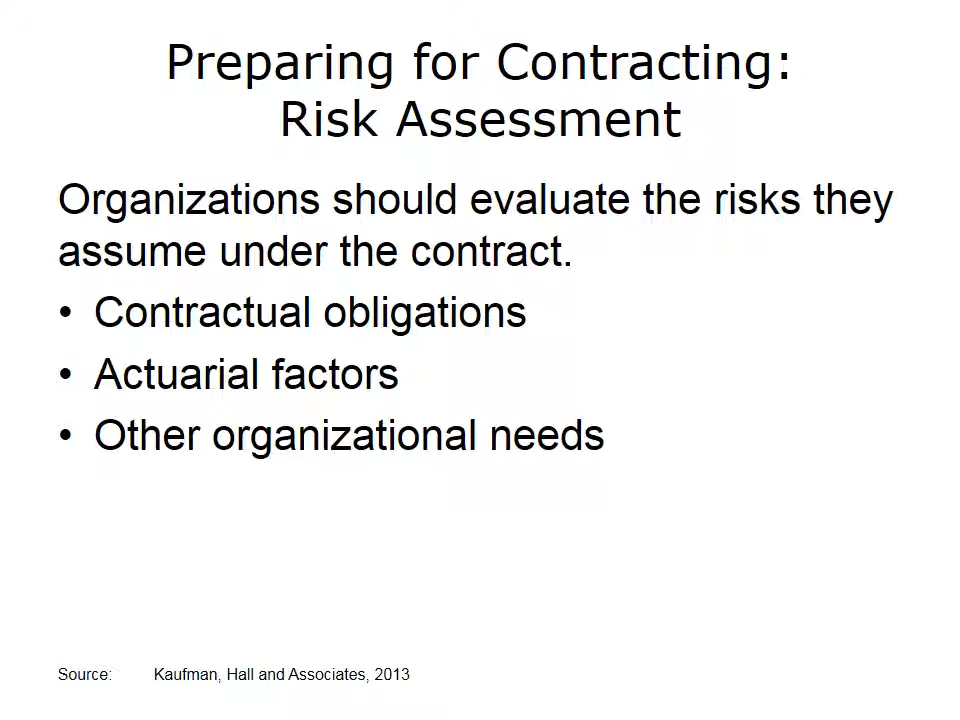 Preparing for Contracting:
Risk Assessment
Organizations should evaluate the risks they
assume under the contract.
• Contractual obligations
• Actuarial factors
• Other organizational needs
Source: Kaufman, Hall and Associates, 2013